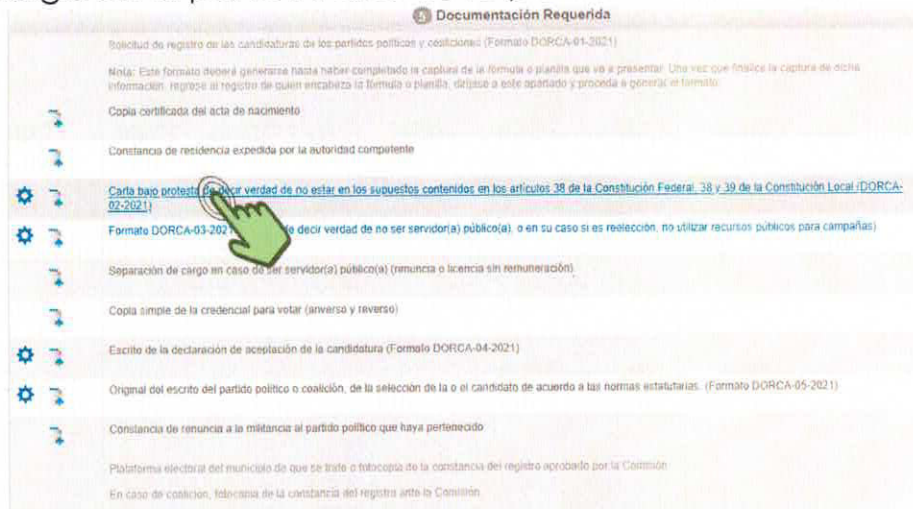 5 Documentación Requerida
Solicitud de registro de las candidaturas de los partidos políticos y coaliciones (Formato DORCA-01-2021)
Nota: Este formato deberá generarse hasta haber completado la captura de la fórmula o planilla que va a presentar. Una vez que finalice la captura de dicha
información, regrese al registro de quien encabeza la fórmula o planilla, diríjase a este apartado y proceda a generar el formato.
Copia certificada del acta de nacimiento
Constancia de residencia expedida por la autoridad competente
Carta bajo protesta de decir verdad de no estar en los supuestos contenidos en los artículos 38 de la Constitución Federal, 38 y 39 de la Constitución Local (DORCA-
02-2021)
Formato DORCA-03-2021 de decir verdad de no ser servidor(a) público(a), o en su caso si es reelección, no utilizar recursos públicos para campañas)
Separación de cargo en caso de ser servidor(a) público(a) (renuncia o licencia sin remuneración)
Copia simple de la credencial para votar (anverso y reverso)
Escrito de la declaración de aceptación de la candidatura (Formato DORCA-04-2021)
Original del escrito del partido político o coalición, de la selección de la o el candidato de acuerdo a las normas estatutarias. (Formato DORCA-05-2021)
Constancia de renuncia a la militancia al partido político que haya pertenecido
Plataforma electoral del municipio de que se trate o fotocopia de la constancia del registro aprobado por la Comisión
En caso de coalición, fotocopia de la constancia del registro ante la Comisión